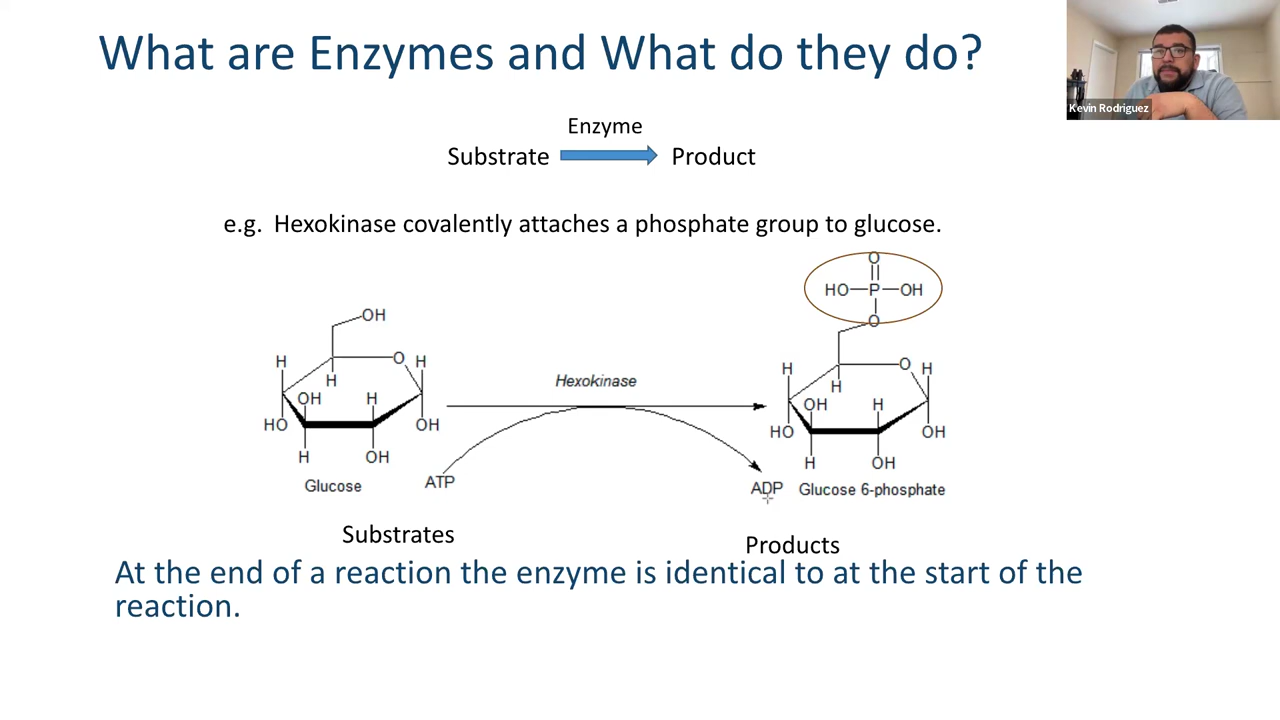 What are Enzymes and What do they do?
Kevin Rodriguez
Enzyme
Substrate
Product
e.g. Hexokinase covalently attaches a phosphate group to glucose.
O
HO P OH
O
OH
H
O
H
H
OH
H
HO
OH
H
OH
Glucose
ATP
Hexokinase
H
O
H
H
OH
H
HO
OH
H
OH
ADP
Glucose 6-phosphate
Substrates
Products
At the end of a reaction the enzyme is identical to at the start of the
reaction.